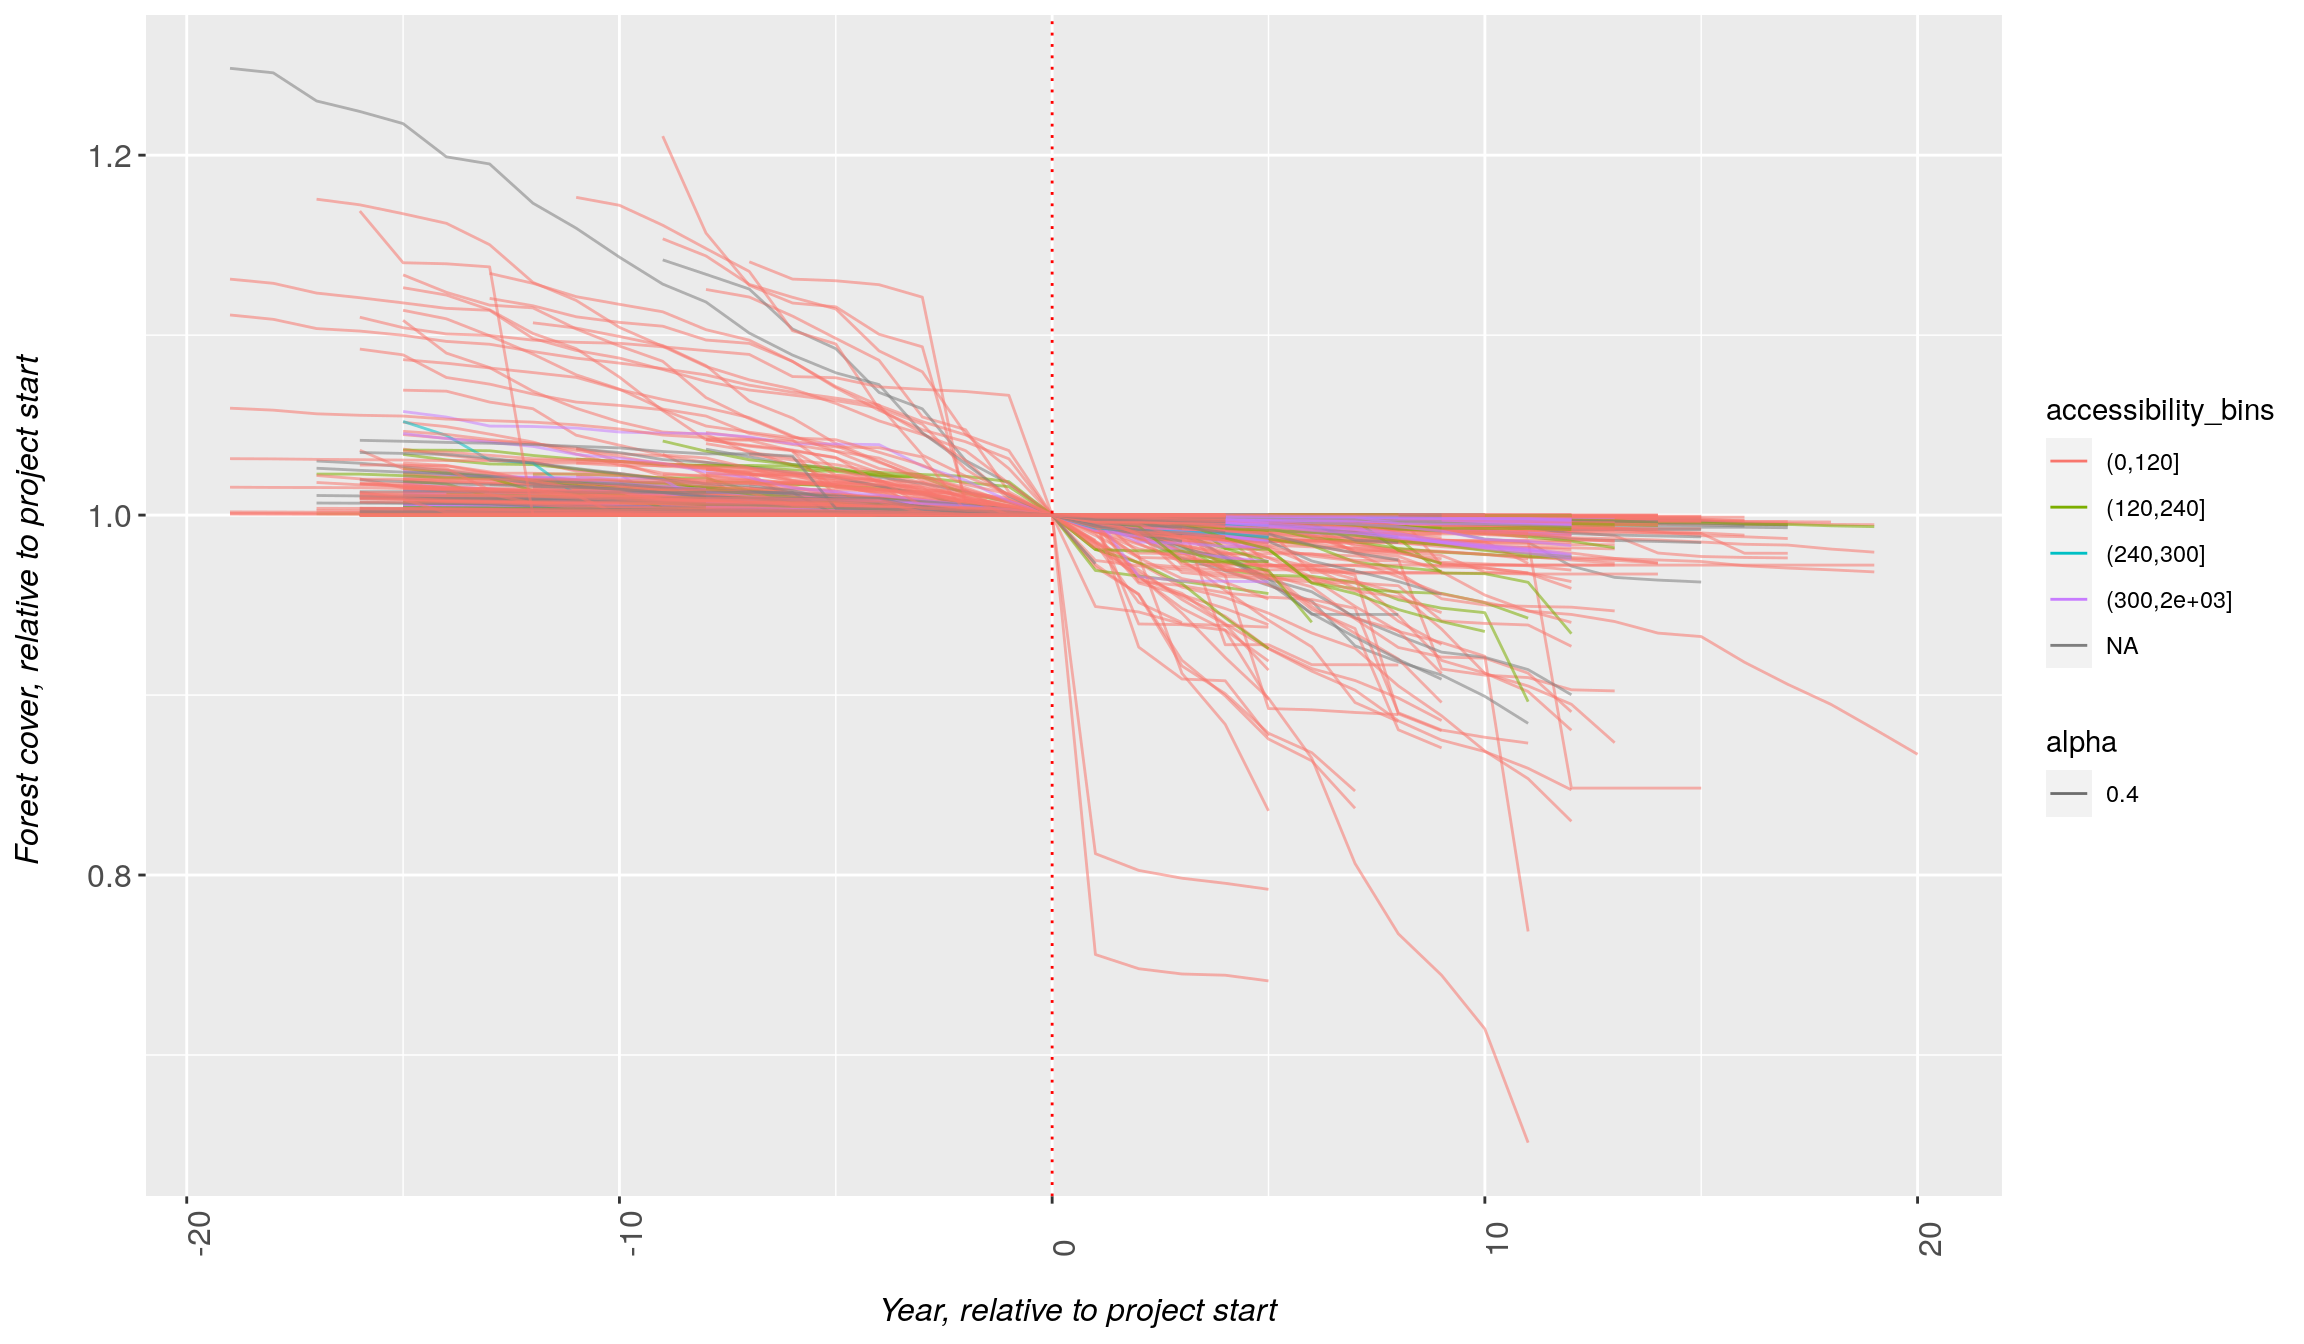 Forest cover, relative to project start
1.2
1.0
0.8
-20
-10
0
10
20
Year, relative to project start
accessibility_bins
(0,120]
(120,240]
(240,300]
(300,2e+03]
NA
alpha
0.4